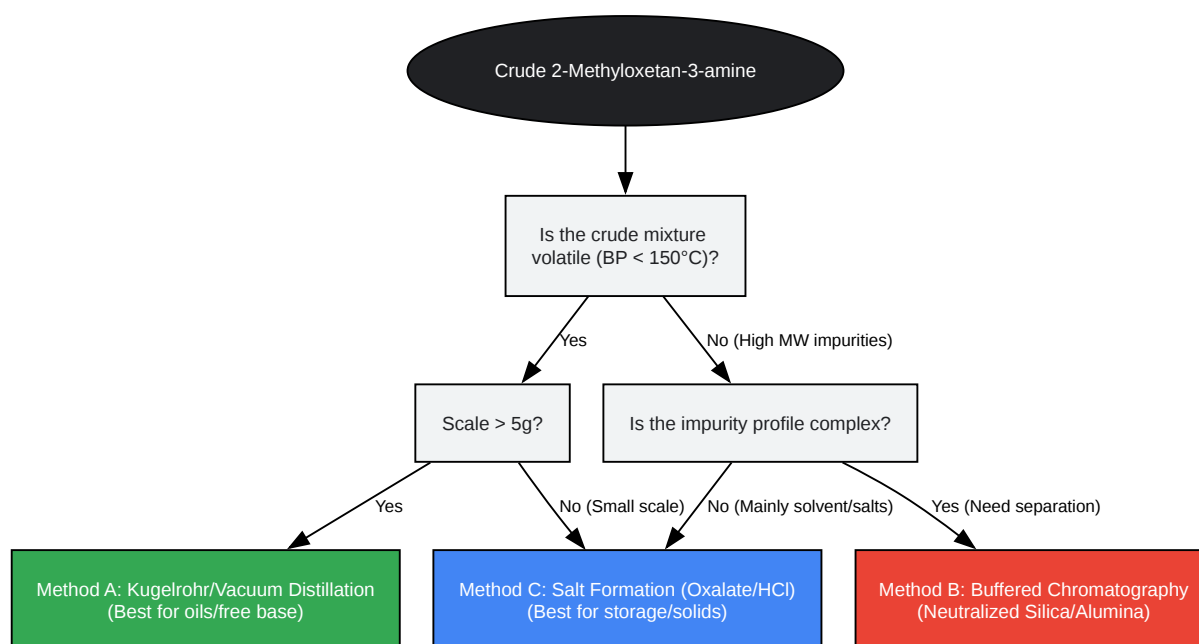 Crude 2-Methyloxetan-3-amine
Is the crude mixture
volatile (BP < 150°C)?
Yes
No (High MW impurities)
Scale > 5g?
Is the impurity profile complex?
Yes
No (Small scale)
No (Mainly solvent/salts)
Yes (Need separation)
Method A: Kugelrohr/Vacuum Distillation
(Best for oils/free base)
Method C: Salt Formation (Oxalate/HCl)
(Best for storage/solids)
Method B: Buffered Chromatography
(Neutralized Silica/Alumina)